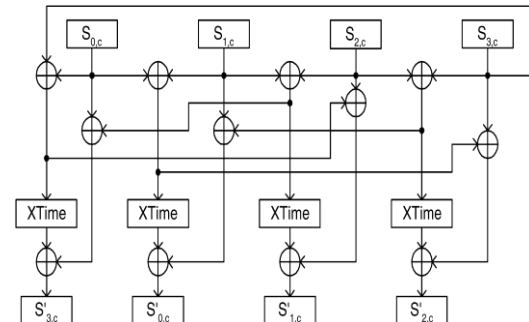 S0,c S1,c S2,c S3,c
XTime XTime XTime XTime
S'3,c S'0,c S'1,c S'2,c